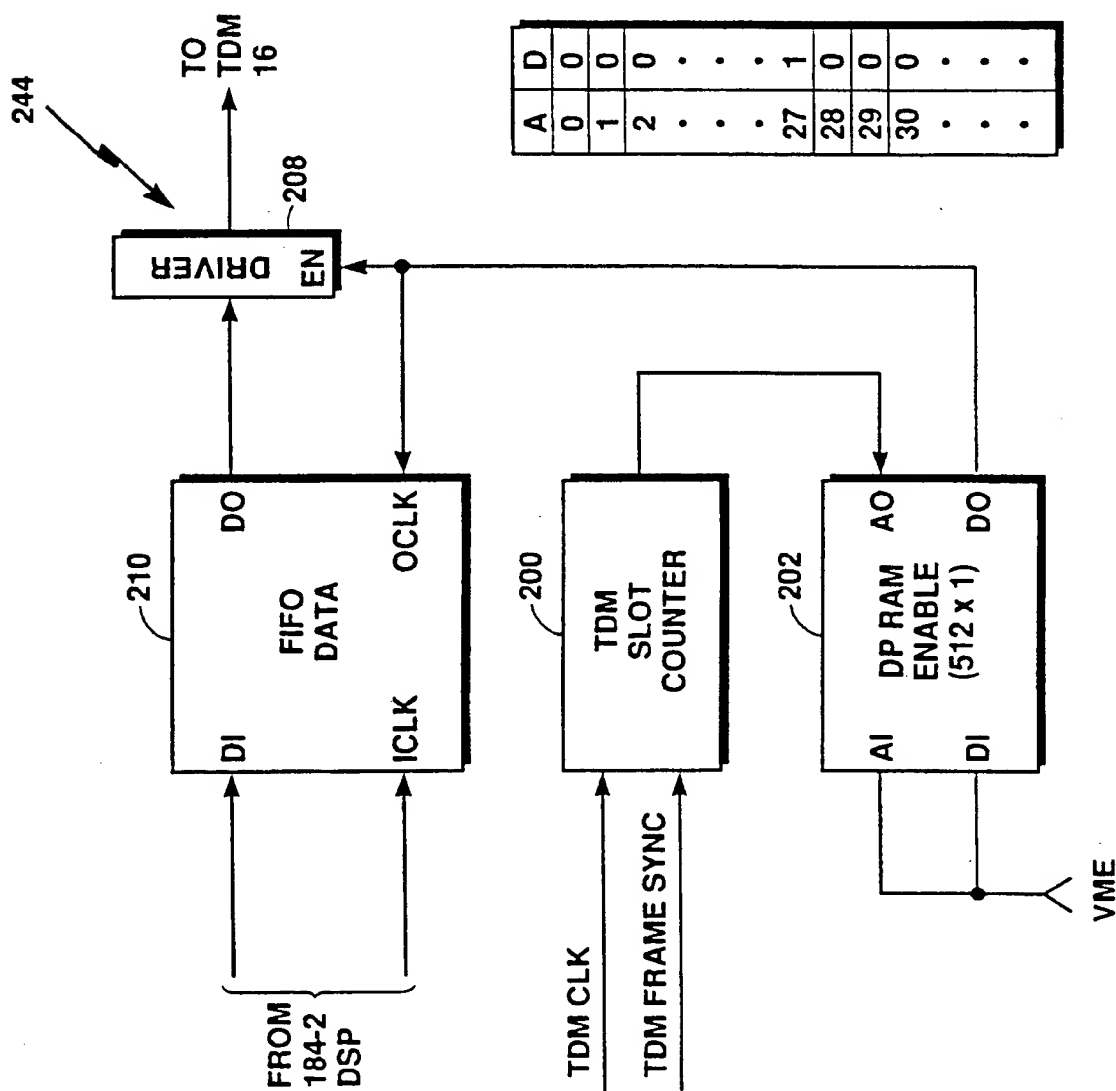 244
TO
TDM
16
208
DRIVER
EN
210
DI
DO
FIFO
DATA
ICLK
OCLK
FROM
184-2
DSP
200
TDM
SLOT
COUNTER
TDM CLK
TDM FRAME SYNC
202
AI
AO
DP RAM
ENABLE
(512 x 1)
DI
DO
VME
A D
0 0
1 0
2 0
· ·
· ·
· ·
27 1
28 0
29 0
30 0
· ·
· ·
· ·